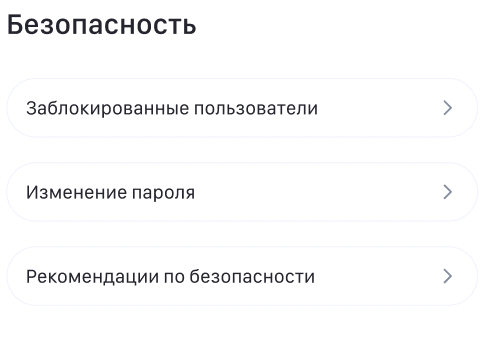 Безопасность
Заблокированные пользователи
Изменение пароля
Рекомендации по безопасности